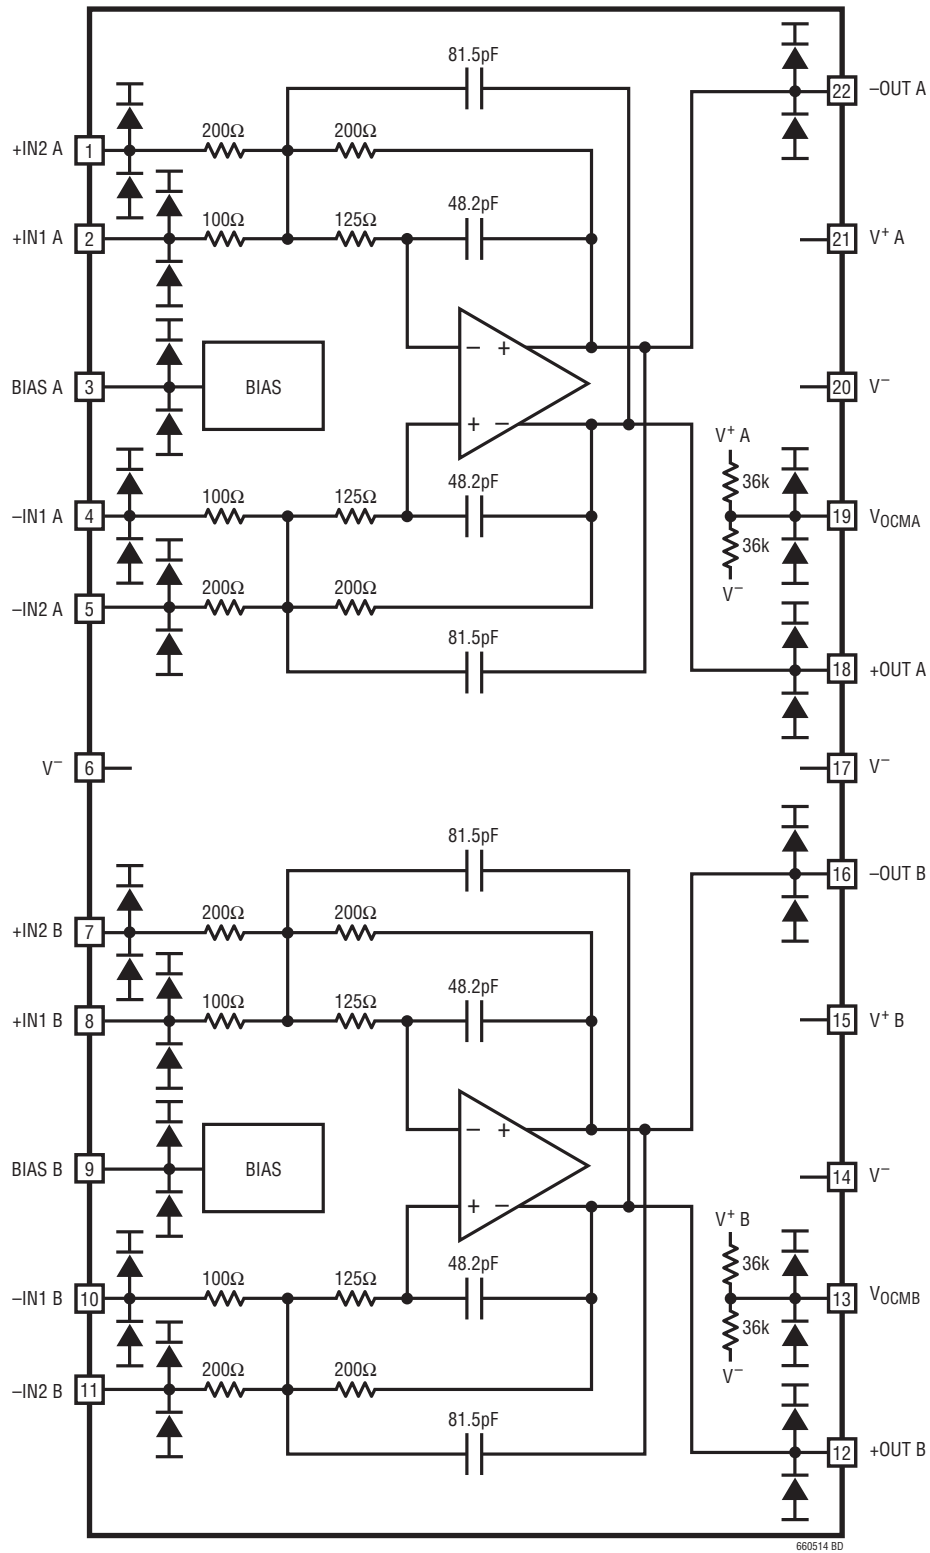 81.5pF
22 –OUT A
200Ω 200Ω
+IN2 A 1
48.2pF
100Ω 125Ω
+IN1 A 2
21 V+ A
– +
BIAS A 3 BIAS
20 V–
+ –
V+ A
48.2pF
36k
100Ω 125Ω
–IN1 A 4
19 VOCMA
36k
200Ω 200Ω
V–
–IN2 A 5
81.5pF
18 +OUT A
V– 6
17 V–
81.5pF
16 –OUT B
200Ω 200Ω
+IN2 B 7
48.2pF
100Ω 125Ω
+IN1 B 8
15 V+ B
– +
BIAS B 9 BIAS
14 V–
+ –
V+ B
48.2pF
36k
100Ω 125Ω
–IN1 B 10
13 VOCMB
36k
200Ω 200Ω
V–
–IN2 B 11
81.5pF
12 +OUT B
660514 BD